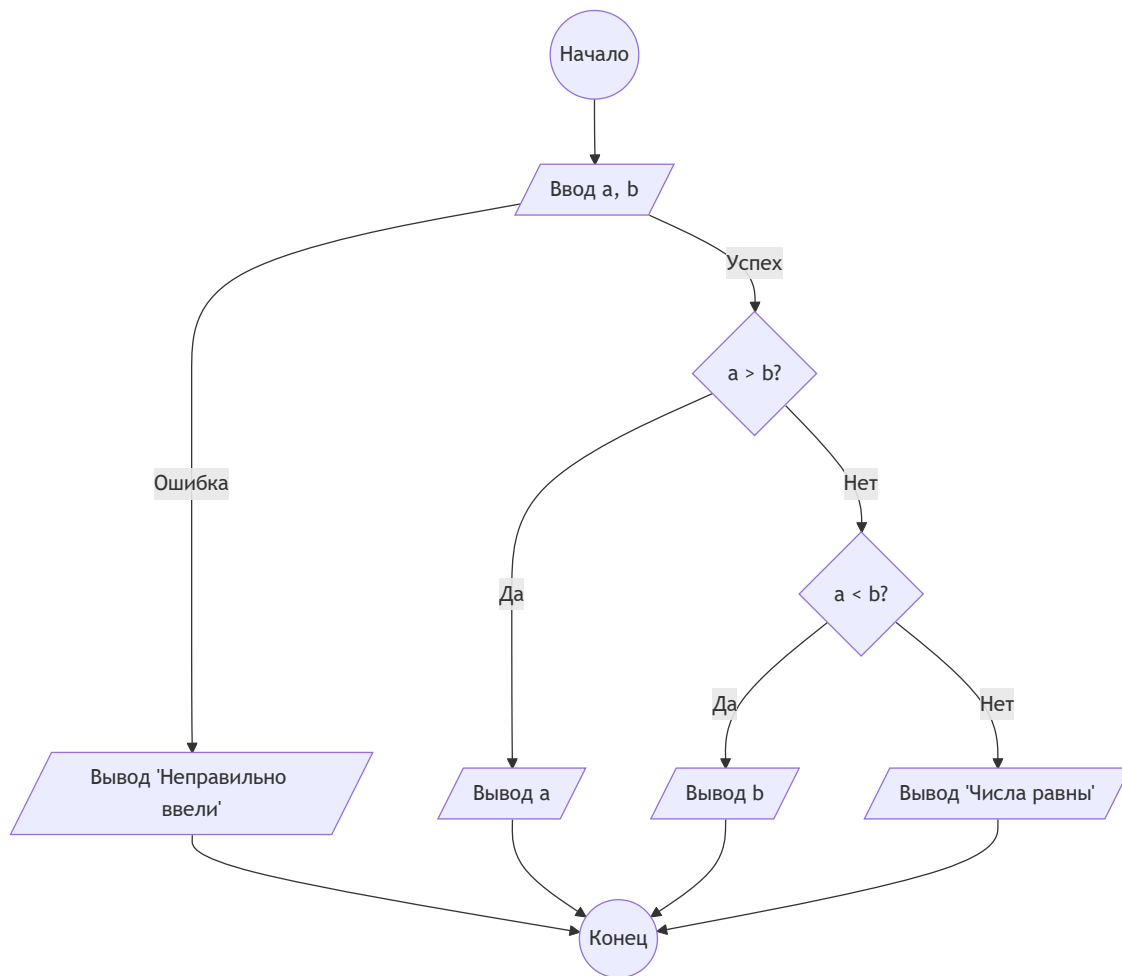 Начало
Ввод a, b
Успех
a > b?
Ошибка
Нет
Да
a < b?
Да
Нет
Вывод 'Неправильно
ввели'
Вывод a
Вывод b
Вывод 'Числа равны'
Конец